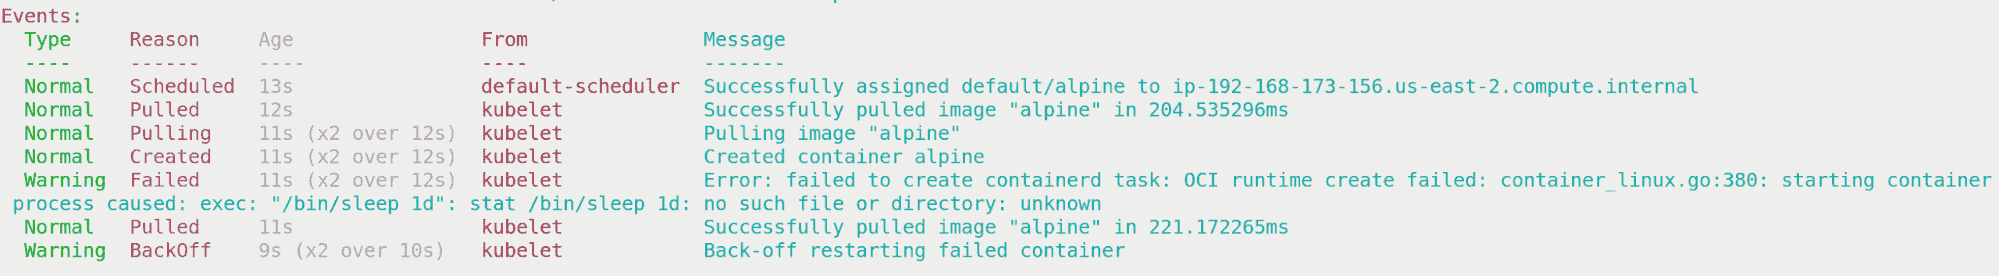 Events:
Type Reason Age From Message
---- ------ ---- ---- -------
Normal Scheduled 13s default-scheduler Successfully assigned default/alpine to ip-192-168-173-156.us-east-2.compute.internal
Normal Pulled 12s kubelet Successfully pulled image "alpine" in 204.535296ms
Normal Pulling 11s (x2 over 12s) kubelet Pulling image "alpine"
Normal Created 11s (x2 over 12s) kubelet Created container alpine
Warning Failed 11s (x2 over 12s) kubelet Error: failed to create containerd task: OCI runtime create failed: container_linux.go:380: starting container
process caused: exec: "/bin/sleep 1d": stat /bin/sleep 1d: no such file or directory: unknown
Normal Pulled 11s kubelet Successfully pulled image "alpine" in 221.172265ms
Warning BackOff 9s (x2 over 10s) kubelet Back-off restarting failed container